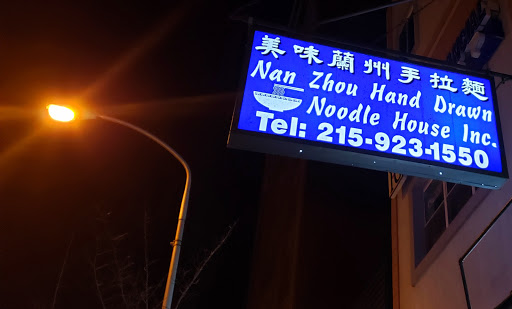 美味蘭州手拉麵
Nan Zhou Hand Drawn
Noodle House Inc.
Tel: 215-923-1550